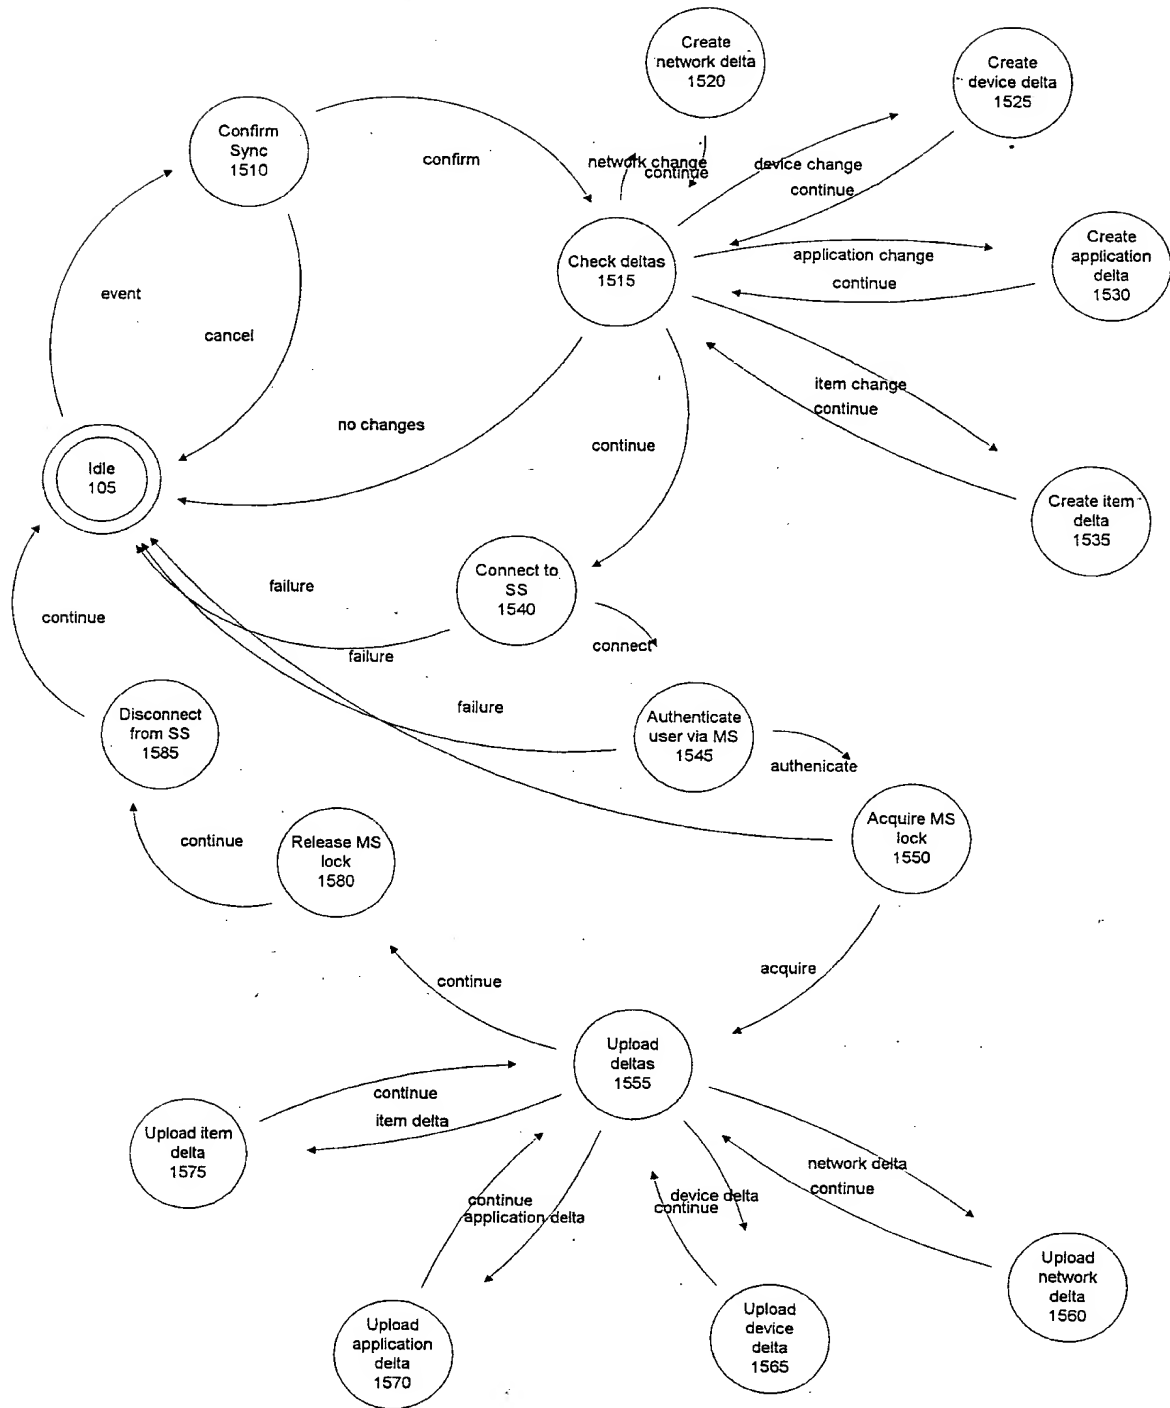 Create
network delta
1520
Create
device delta
1525
Confirm
Sync
1510
confirm
network change
continue
device change
continue
Check deltas
1515
application change
continue
Create
application
delta
1530
event
cancel
item change
continue
no changes
continue
Idle
105
Create item
delta
1535
Connect to
SS
1540
failure
connect
continue
failure
failure
Disconnect
from SS
1585
Authenticate
user via MS
1545
authenicate
Acquire MS
lock
1550
continue
Release MS
lock
1580
acquire
continue
Upload
deltas
1555
continue
item delta
Upload item
delta
1575
network delta
continue
device delta
continue
continue
application delta
Upload
network
delta
1560
Upload
device
delta
1565
Upload
application
delta
1570